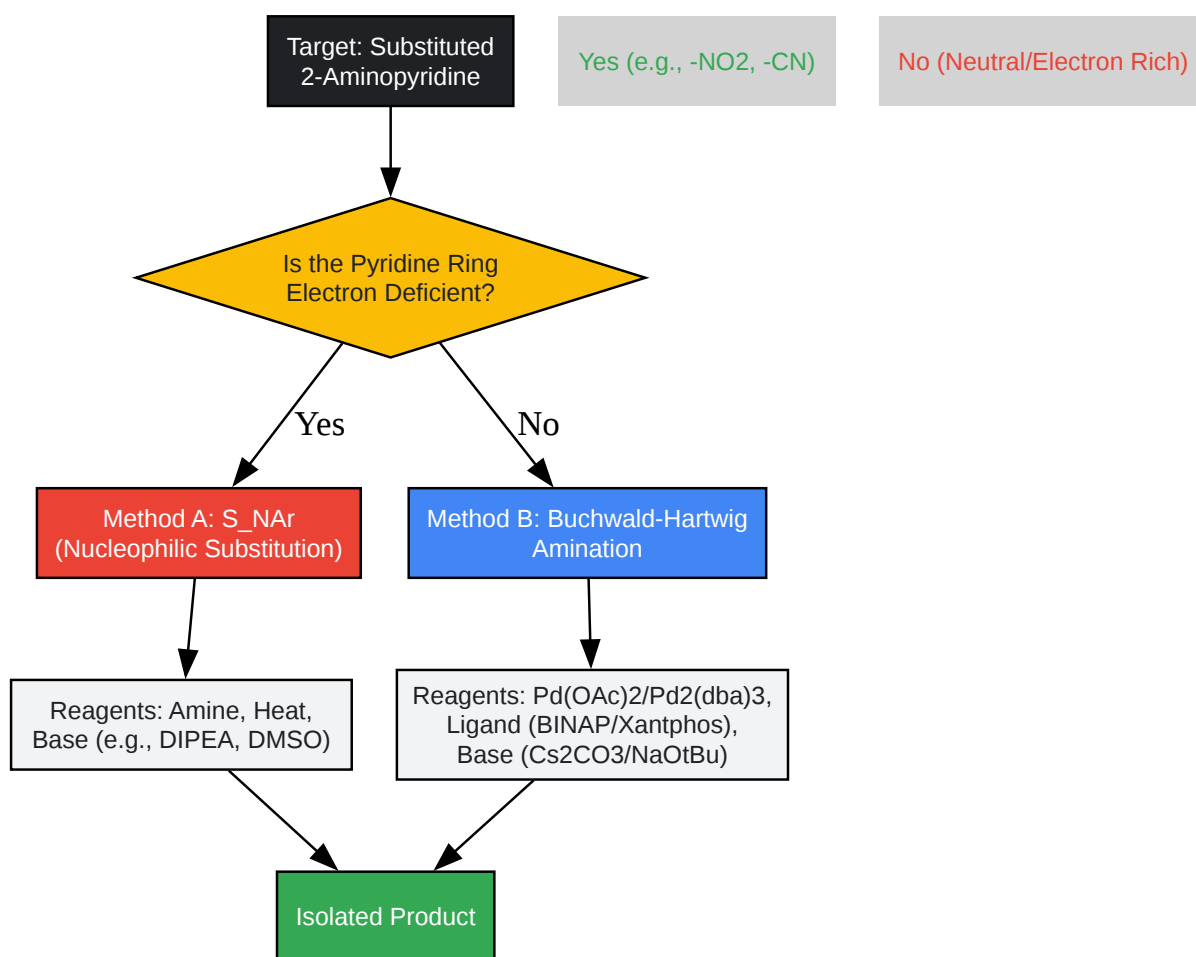 Target: Substituted
2-Aminopyridine
Yes (e.g., -NO2, -CN)
No (Neutral/Electron Rich)
Is the Pyridine Ring
Electron Deficient?
Yes
No
Method A: S_NAr
(Nucleophilic Substitution)
Method B: Buchwald-Hartwig
Amination
Reagents: Amine, Heat,
Base (e.g., DIPEA, DMSO)
Reagents: Pd(OAc)2/Pd2(dba)3,
Ligand (BINAP/Xantphos),
Base (Cs2CO3/NaOtBu)
Isolated Product